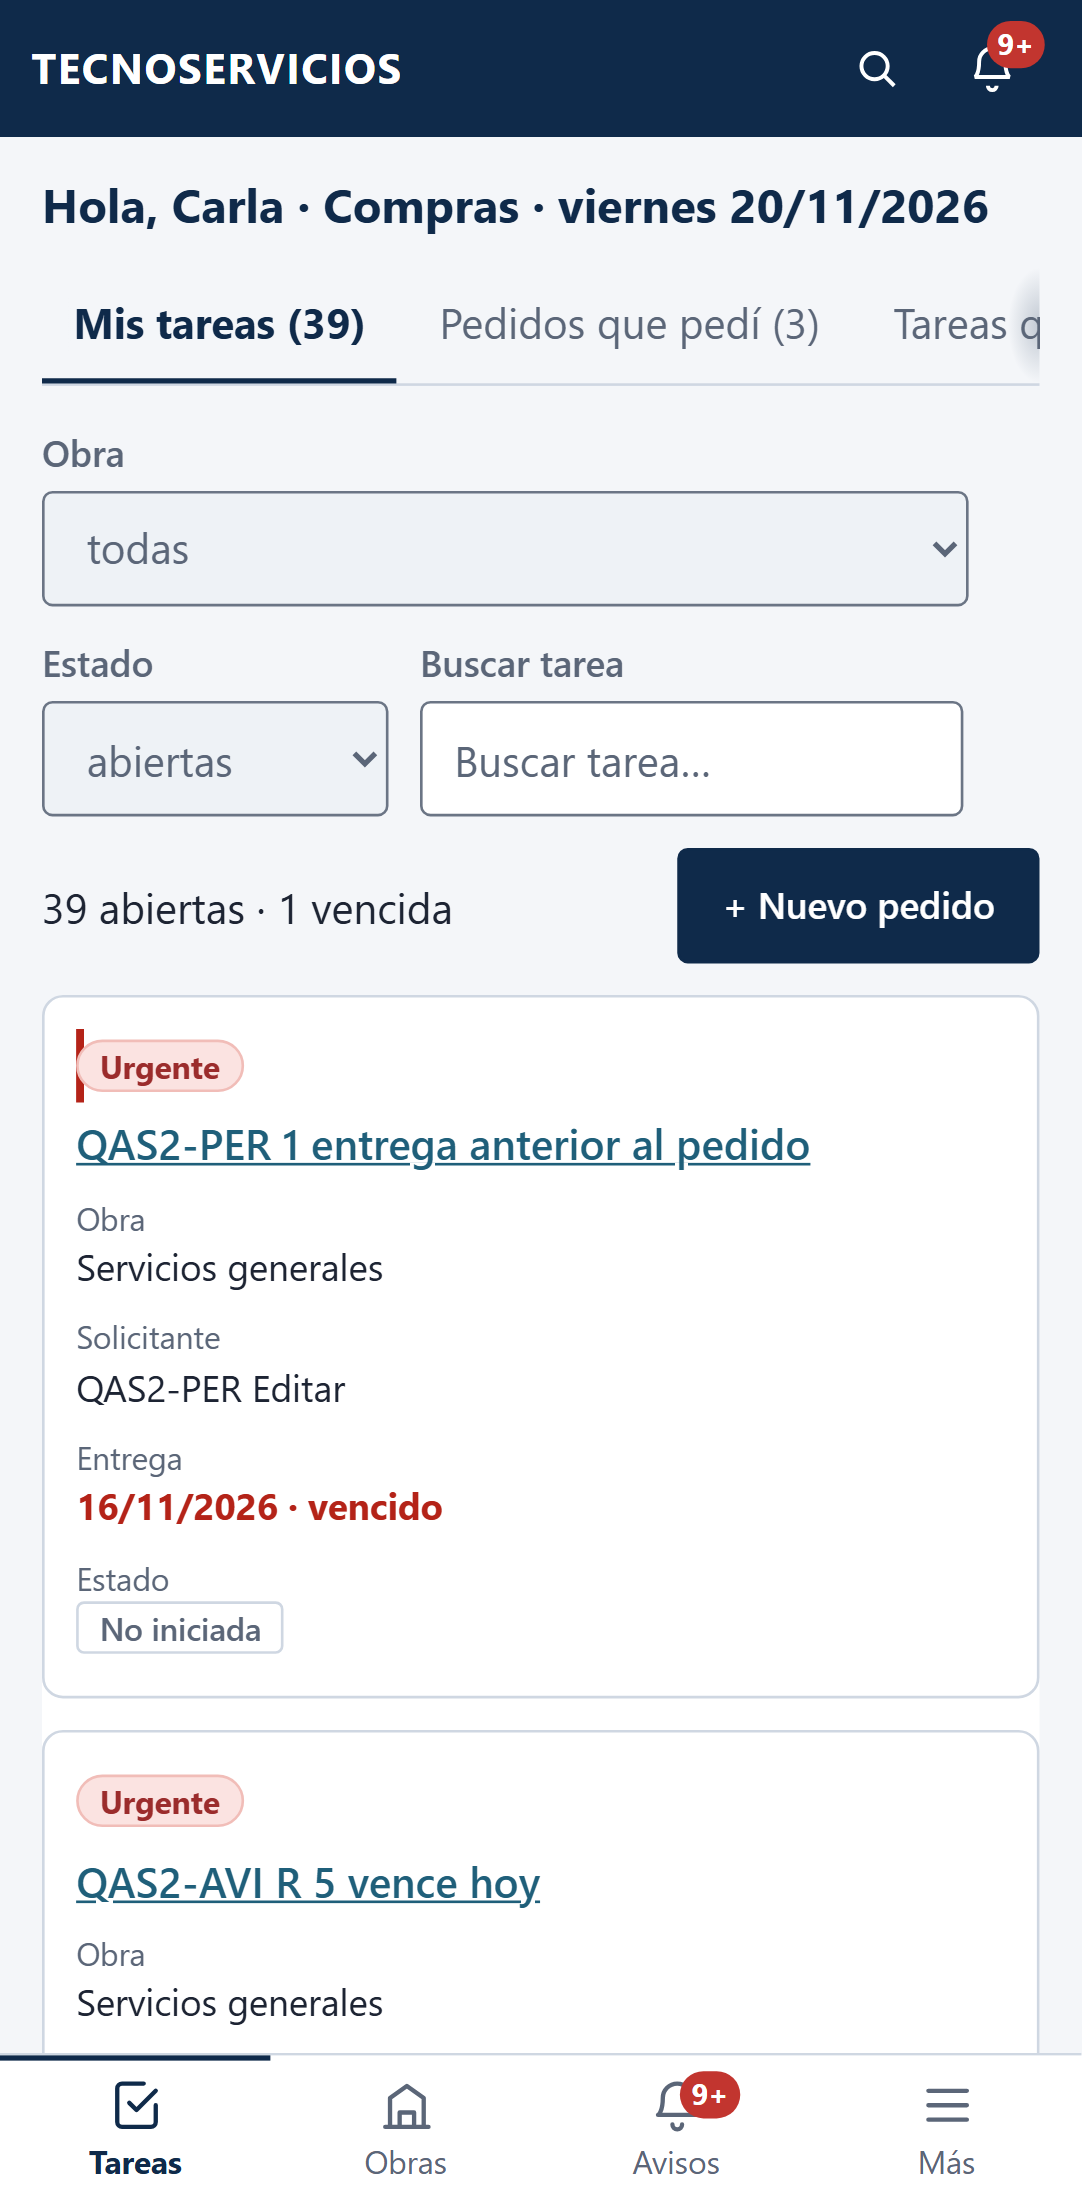 TECNOSERVICIOS
9+
Hola, Carla · Compras · viernes 20/11/2026
Mis tareas (39)
Pedidos que pedí (3)
Tareas q
Obra
todas
Estado
Buscar tarea
abiertas
Buscar tarea...
39 abiertas · 1 vencida
+ Nuevo pedido
Urgente
QAS2-PER 1 entrega anterior al pedido
Obra
Servicios generales
Solicitante
QAS2-PER Editar
Entrega
16/11/2026 · vencido
Estado
No iniciada
Urgente
QAS2-AVI R 5 vence hoy
Obra
Servicios generales
9+
Tareas
Obras
Avisos
Más